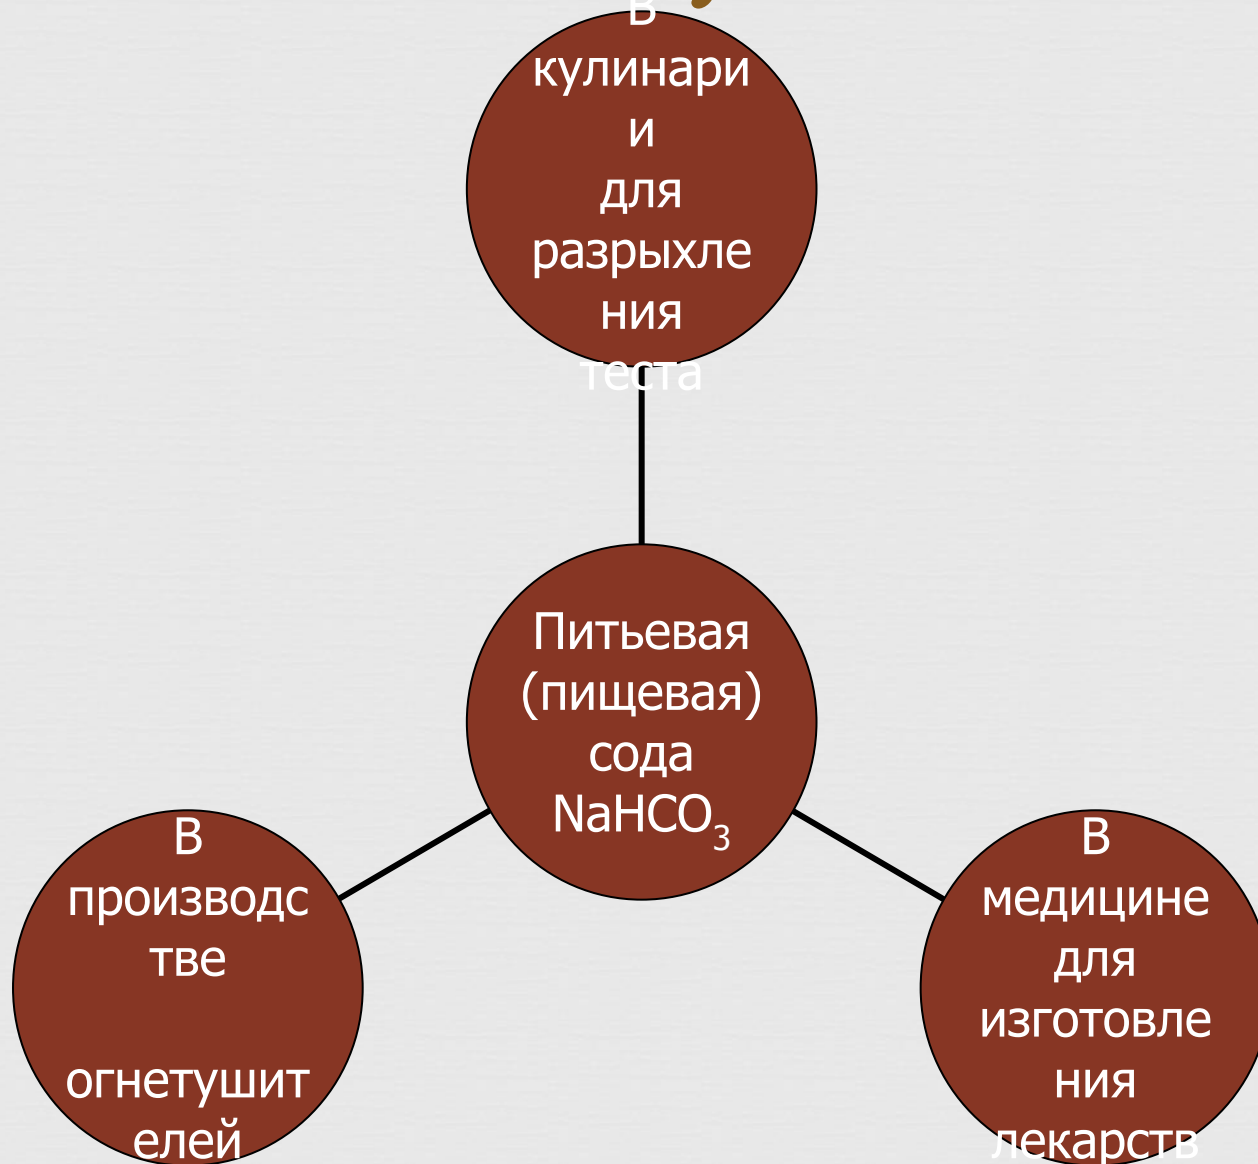 В
кулинари
и
для
разрыхле
ния
теста
Питьевая
(пищевая)
сода
NaHCO₃
В
производс
тве
огнетушит
елей
В
медицине
для
изготовле
ния
лекарств